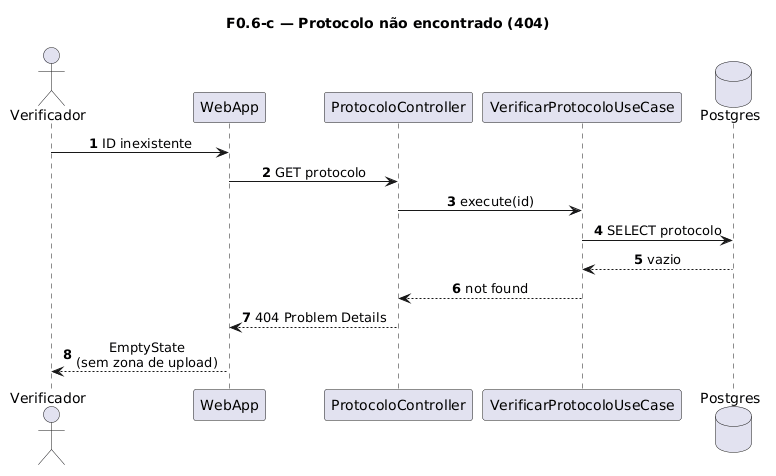 F0.6-c — Protocolo não encontrado (404)
Verificador
WebApp
ProtocoloController
VerificarProtocoloUseCase
Postgres
1 ID inexistente
2 GET protocolo
3 execute(id)
4 SELECT protocolo
5 vazio
6 not found
7 404 Problem Details
8 EmptyState
(sem zona de upload)
Verificador
WebApp
ProtocoloController
VerificarProtocoloUseCase
Postgres